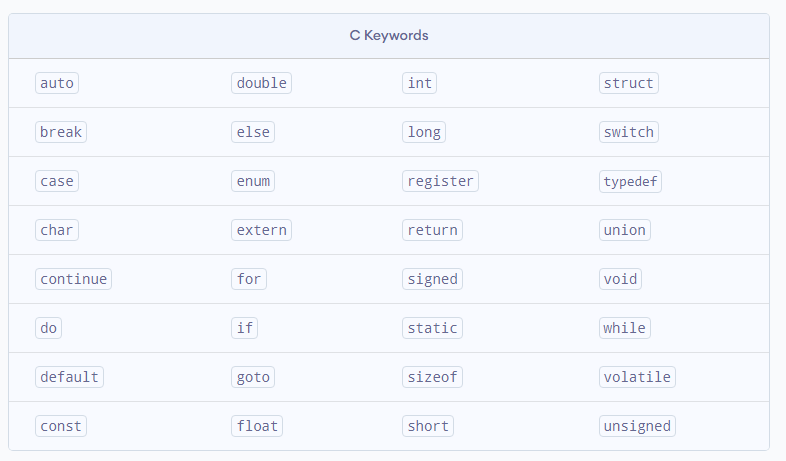 C Keywords
auto double int struct
break else long switch
case enum register typedef
char extern return union
continue for signed void
do if static while
default goto sizeof volatile
const float short unsigned